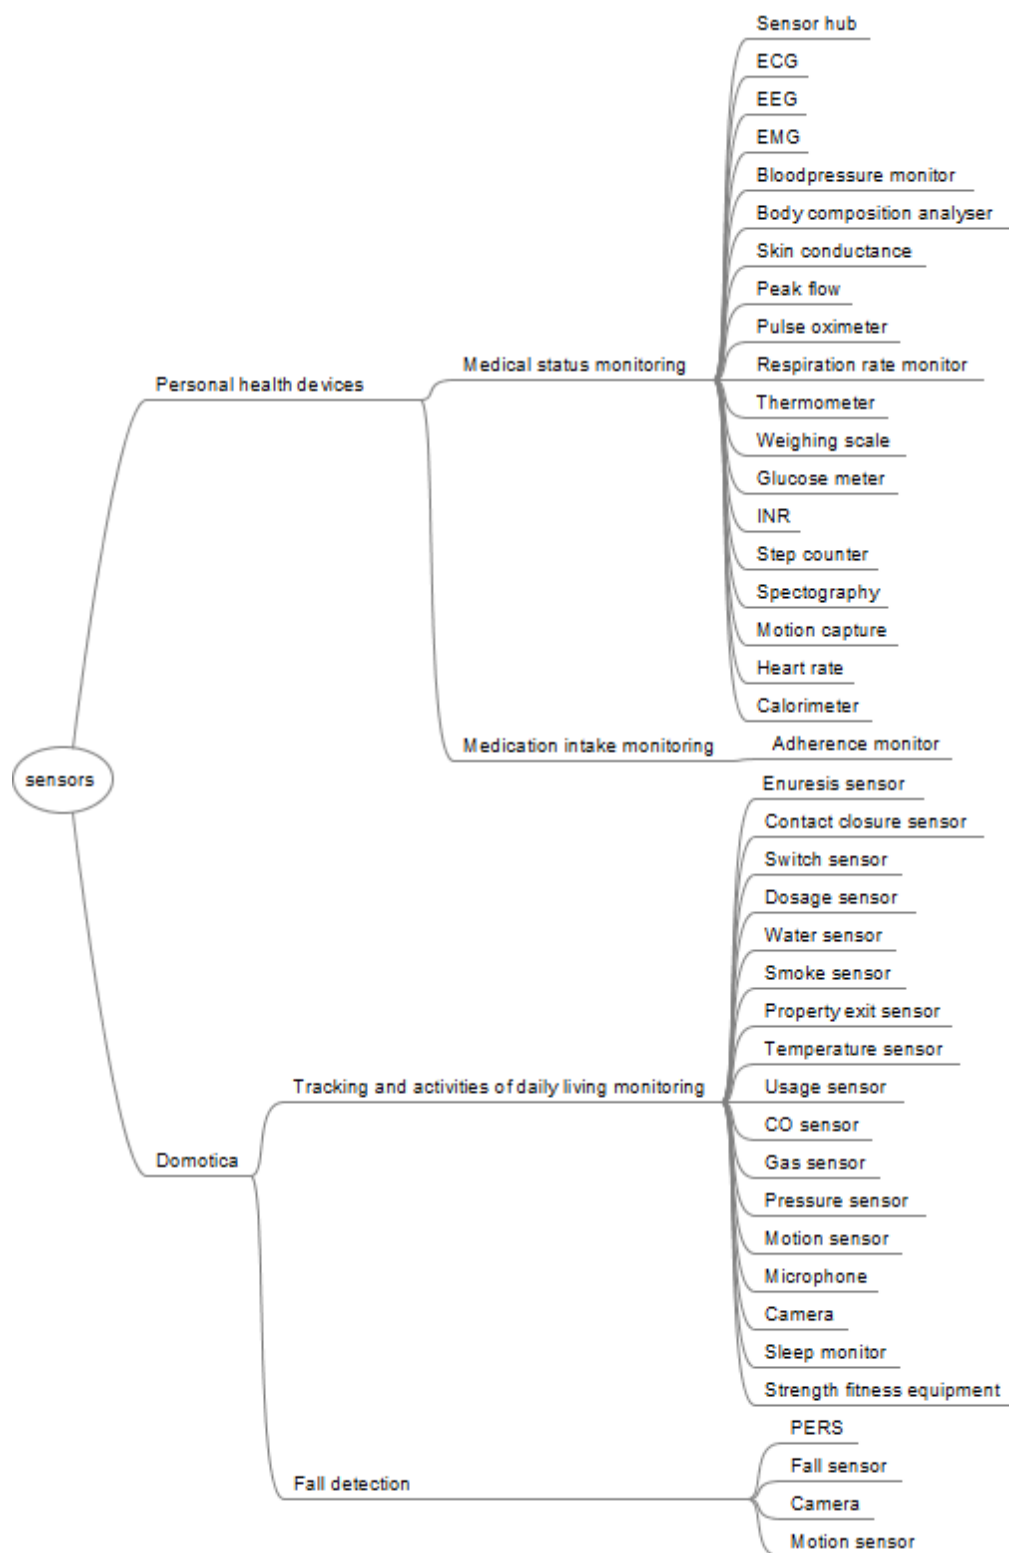 Sensor hub
ECG
EEG
EMG
Bloodpressure monitor
Body composition analyser
Skin conductance
Peak flow
Pulse oximeter
Medical status monitoring
Respiration rate monitor
Personal health devices
Thermometer
Weighing scale
Glucose meter
INR
Step counter
Spectography
Motion capture
Heart rate
Calorimeter
Medication intake monitoring
Adherence monitor
sensors
Enuresis sensor
Contact closure sensor
Switch sensor
Dosage sensor
Water sensor
Smoke sensor
Property exit sensor
Temperature sensor
Tracking and activities of daily living monitoring
Usage sensor
CO sensor
Domotica
Gas sensor
Pressure sensor
Motion sensor
Microphone
Camera
Sleep monitor
Strength fitness equipment
PERS
Fall sensor
Fall detection
Camera
Motion sensor